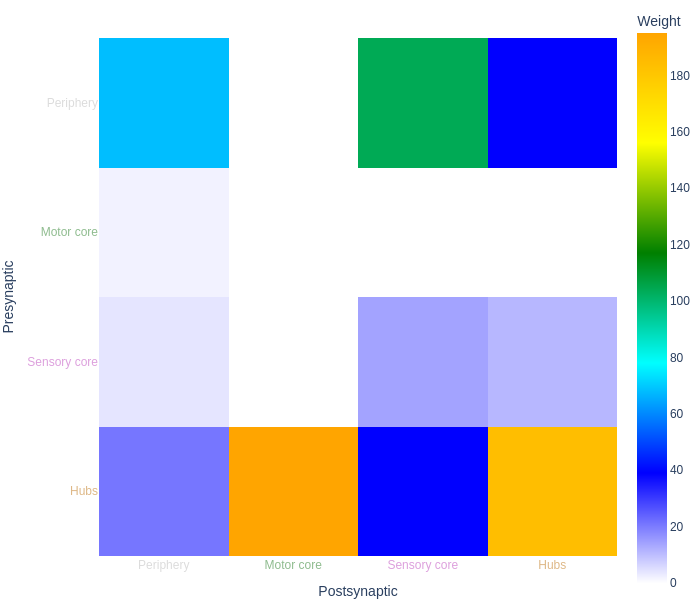 Weight
180
160
140
120
100
80
60
40
20
0
Presynaptic
Periphery
Motor core
Sensory core
Hubs
Periphery Motor core Sensory core Hubs
Postsynaptic